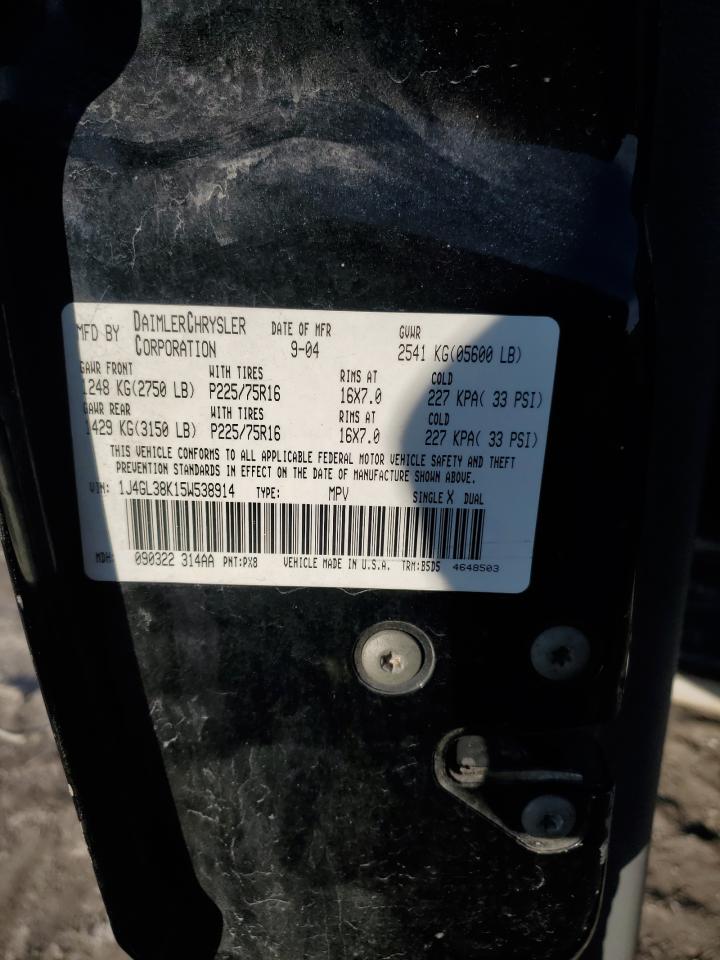 MFD BY DAIMLERCHRYSLER CORPORATION DATE OF MFR 9-04 GVWR 2541 KG(05600 LB)
GAWR FRONT WITH TIRES RIMS AT COLD
1248 KG(2750 LB) P225/75R16 16X7.0 227 KPA( 33 PSI)
GAWR REAR WITH TIRES RIMS AT COLD
1429 KG(3150 LB) P225/75R16 16X7.0 227 KPA( 33 PSI)
THIS VEHICLE CONFORMS TO ALL APPLICABLE FEDERAL MOTOR VEHICLE SAFETY AND THEFT
PREVENTION STANDARDS IN EFFECT ON THE DATE OF MANUFACTURE SHOWN ABOVE.
VIN: 1J4GL38K15W538914 TYPE: MPV SINGLE X DUAL
MDH: 090322 314AA PNT:PX8 VEHICLE MADE IN U.S.A. TRM:B5D5 4648503